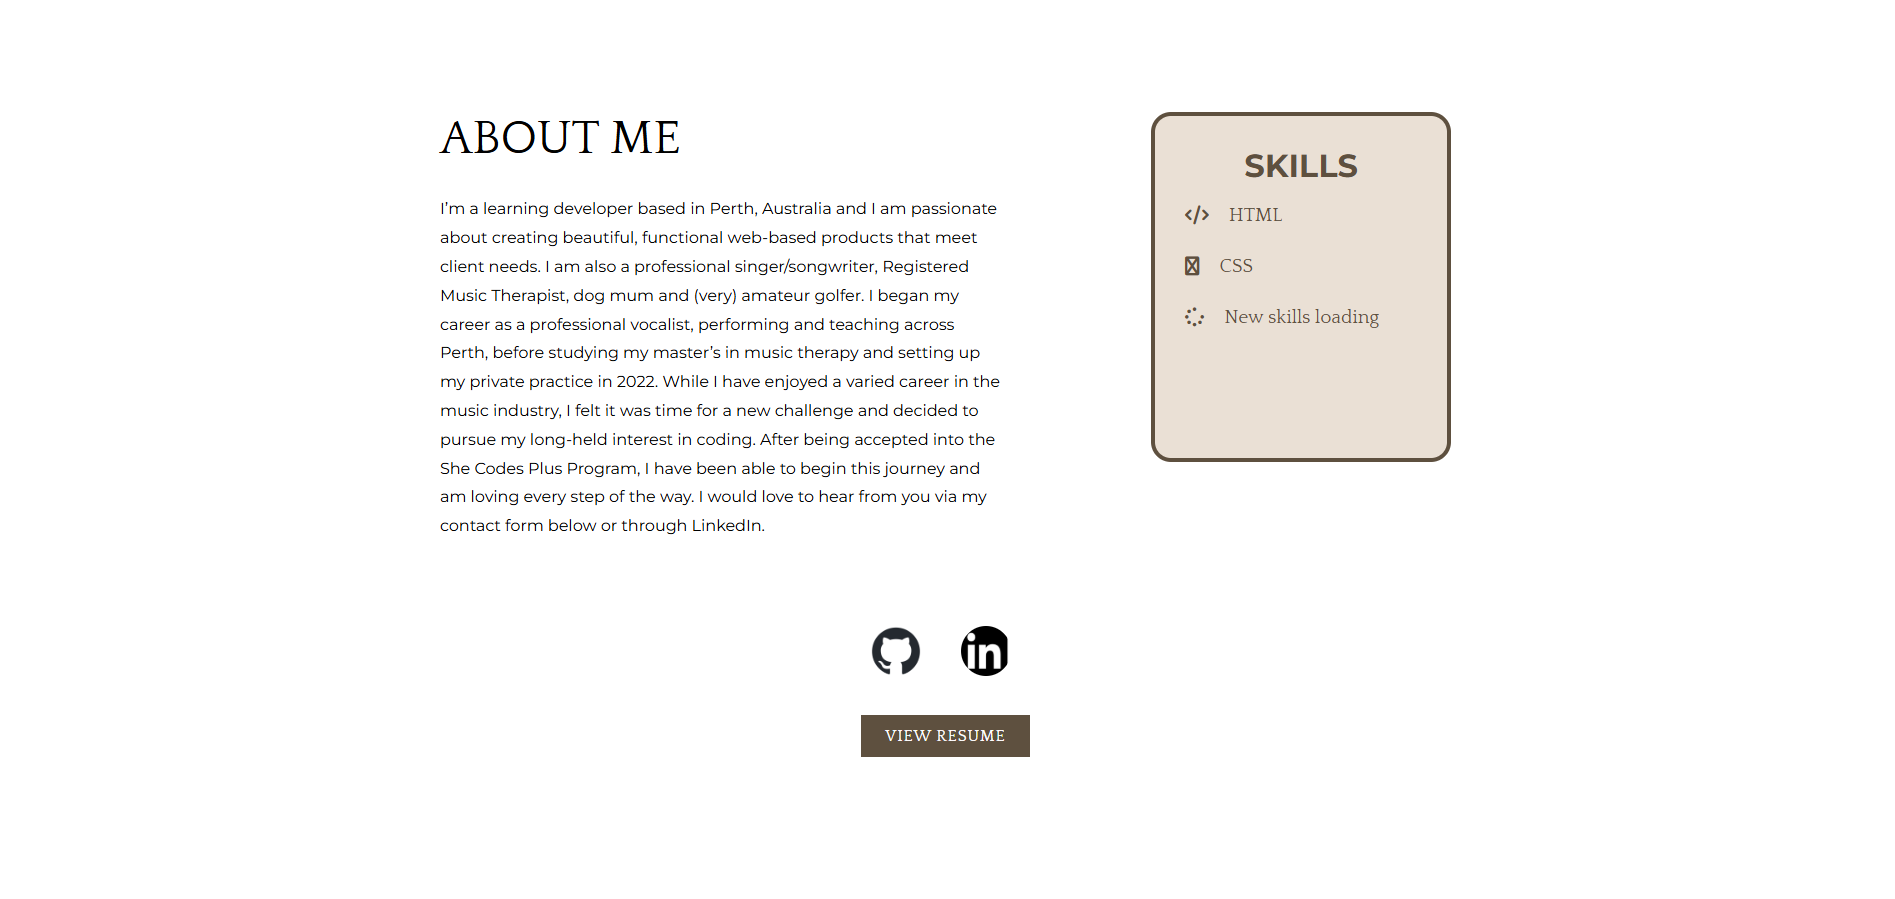 ABOUT ME
I’m a learning developer based in Perth, Australia and I am passionate
about creating beautiful, functional web-based products that meet
client needs. I am also a professional singer/songwriter, Registered
Music Therapist, dog mum and (very) amateur golfer. I began my
career as a professional vocalist, performing and teaching across
Perth, before studying my master’s in music therapy and setting up
my private practice in 2022. While I have enjoyed a varied career in the
music industry, I felt it was time for a new challenge and decided to
pursue my long-held interest in coding. After being accepted into the
She Codes Plus Program, I have been able to begin this journey and
am loving every step of the way. I would love to hear from you via my
contact form below or through LinkedIn.
SKILLS
</> HTML
CSS
New skills loading
in
VIEW RESUME